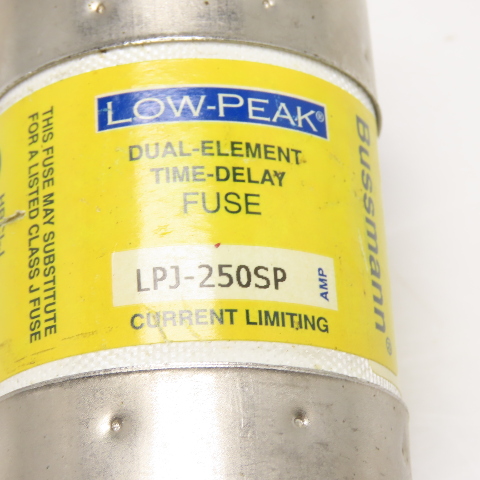 LOW-PEAK®
DUAL-ELEMENT
TIME-DELAY
FUSE
LPJ-250SP
AMP
CURRENT LIMITING
Bussmann®
THIS FUSE MAY SUBSTITUTE
FOR A LISTED CLASS J FUSE